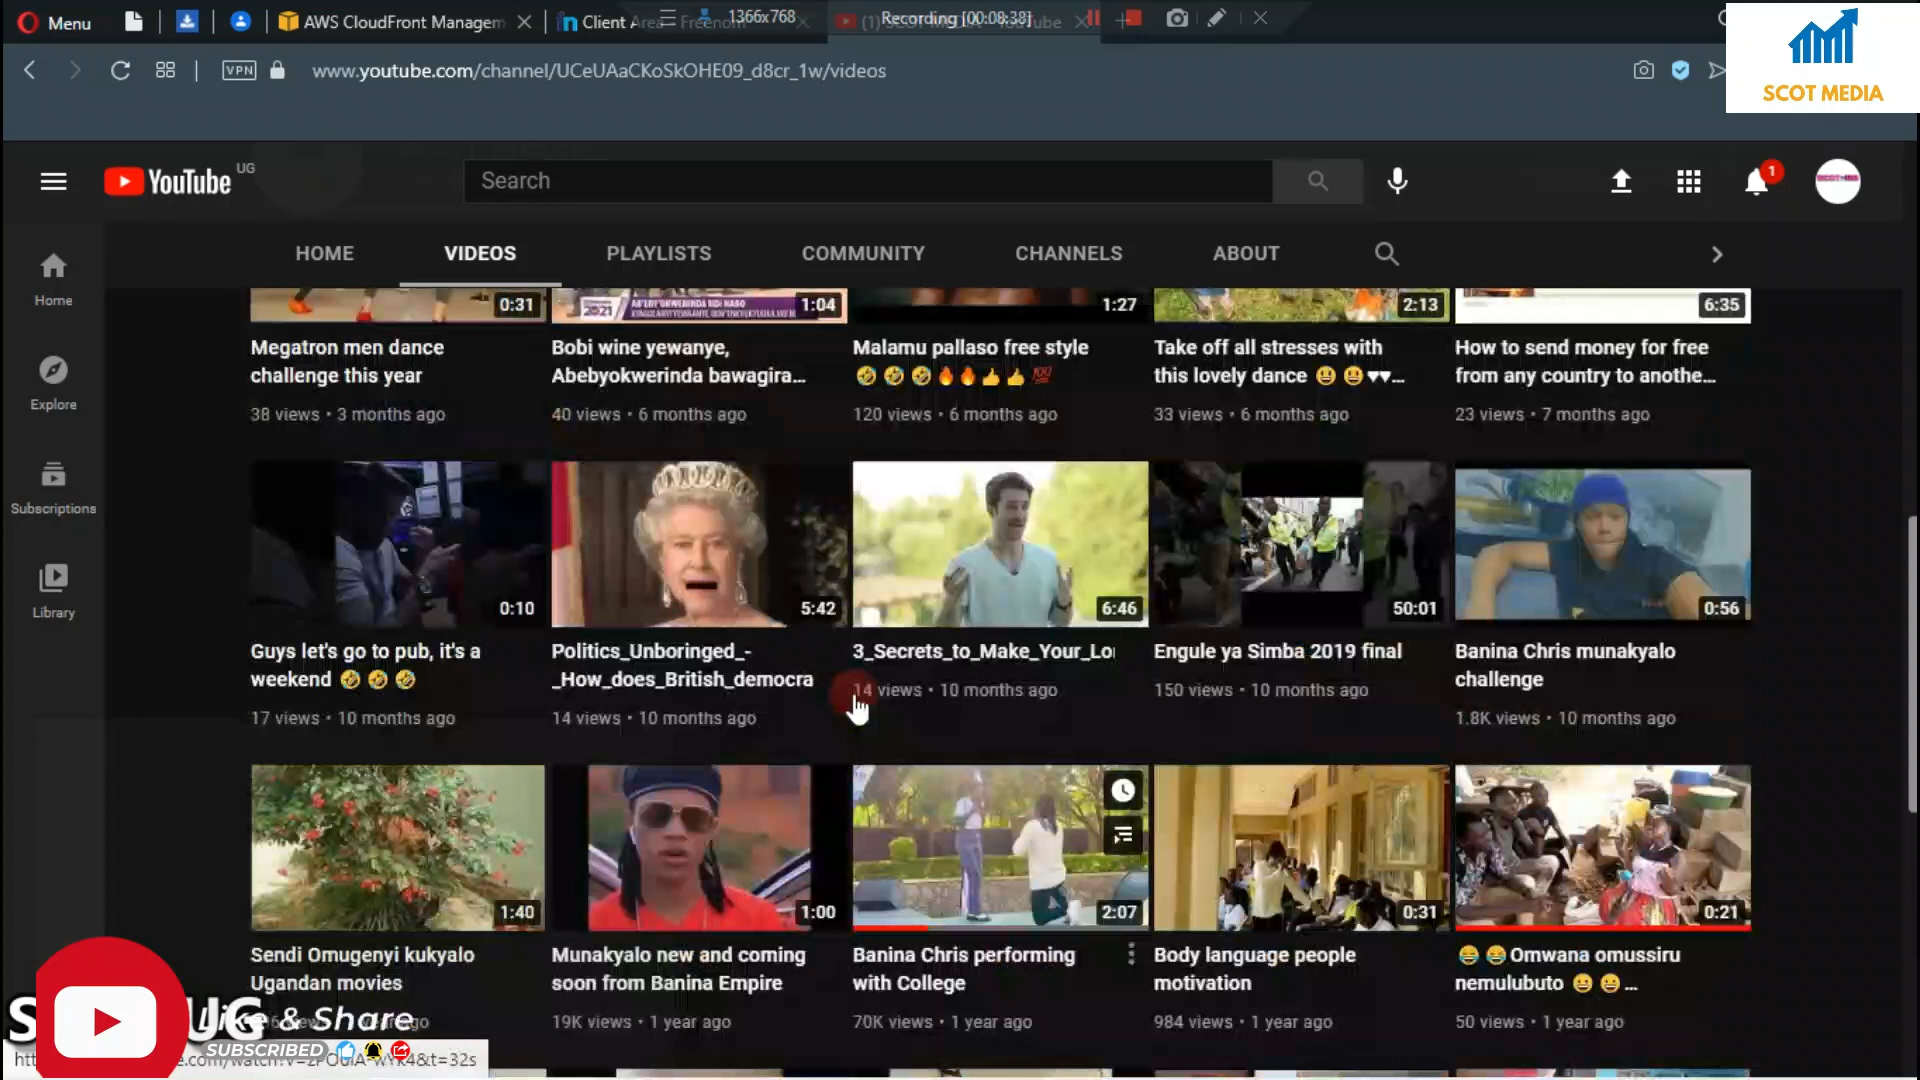 Menu
AWS CloudFront Managem
Client Area - Freenom
1366x768
Recording [00:08:38]
SCOT MEDIA
VPN
www.youtube.com/channel/UCeUAaCKoSkOHE09_d8cr_1w/videos
YouTube UG
Search
1
HOME
VIDEOS
PLAYLISTS
COMMUNITY
CHANNELS
ABOUT
Home
Explore
Subscriptions
Library
0:31
2021
1:04
1:27
2:13
6:35
Megatron men dance
challenge this year
38 views • 3 months ago
Bobi wine yewanye,
Abebyokwerinda bawagira...
40 views • 6 months ago
Malamu pallaso free style
🤣 🤣 🤣🔥🔥👍👍💯
120 views • 6 months ago
Take off all stresses with
this lovely dance 😃 😃♥♥...
33 views • 6 months ago
How to send money for free
from any country to anothe...
23 views • 7 months ago
0:10
5:42
6:46
50:01
0:56
Guys let's go to pub, it's a
weekend 🤣 🤣 🤣
17 views • 10 months ago
Politics_Unboringed_-
_How_does_British_democra
14 views • 10 months ago
3_Secrets_to_Make_Your_Lo
14 views • 10 months ago
Engule ya Simba 2019 final
150 views • 10 months ago
Banina Chris munakyalo
challenge
1.8K views • 10 months ago
1:40
1:00
2:07
0:31
0:21
Sendi Omugenyi kukyalo
Ugandan movies
Munakyalo new and coming
soon from Banina Empire
19K views • 1 year ago
Banina Chris performing
with College
70K views • 1 year ago
Body language people
motivation
984 views • 1 year ago
😂 😂Omwana omussiru
nemulubuto 😀 😀 ...
50 views • 1 year ago
UG
& Share
SUBSCRIBED